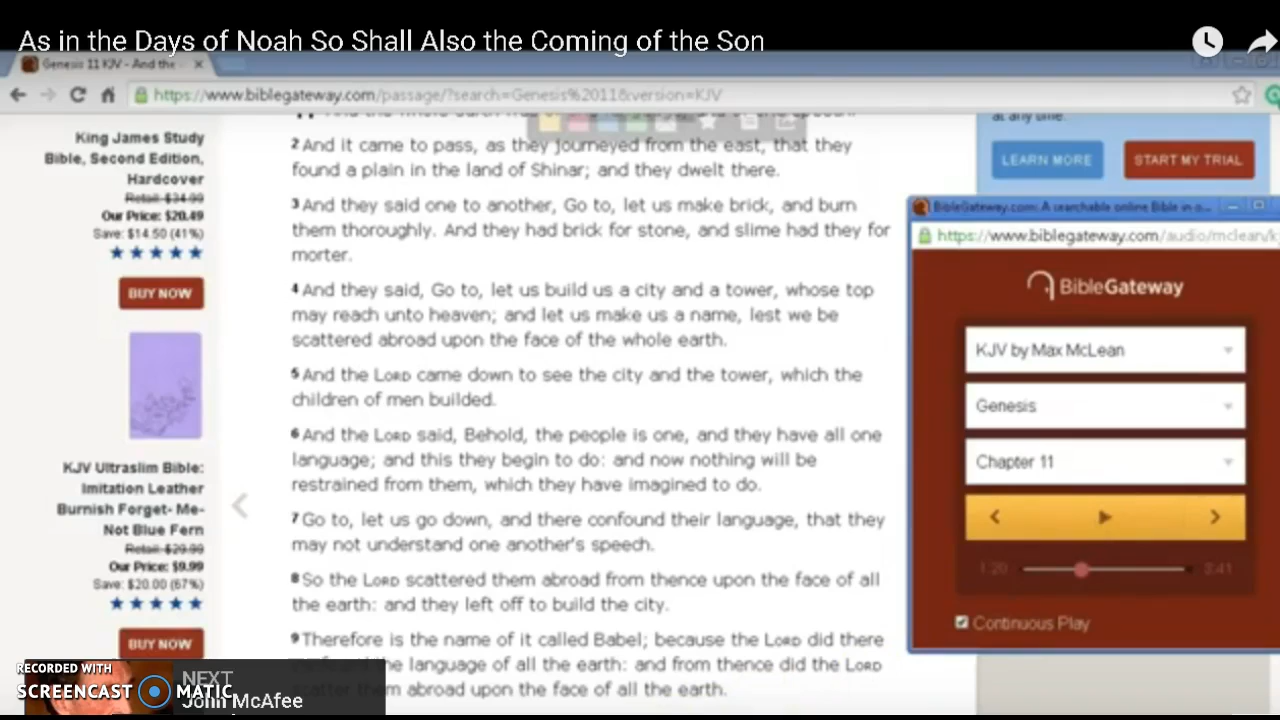 As in the Days of Noah So Shall Also the Coming of the Son
Genesis 11 KJV - And the
https://www.biblegateway.com/passage/?search=Genesis%2011&version=KJV
King James Study
Bible, Second Edition,
Hardcover
Retail: $34.99
Our Price: $20.49
Save: $14.50 (41%)
BUY NOW
KJV Ultraslim Bible:
Imitation Leather
Burnish Forget- Me-
Not Blue Fern
Retail: $29.99
Our Price: $9.99
Save: $20.00 (67%)
BUY NOW
2 And it came to pass, as they journeyed from the east, that they
found a plain in the land of Shinar; and they dwelt there.
3 And they said one to another, Go to, let us make brick, and burn
them thoroughly. And they had brick for stone, and slime had they for
morter.
4 And they said, Go to, let us build us a city and a tower, whose top
may reach unto heaven; and let us make us a name, lest we be
scattered abroad upon the face of the whole earth.
5 And the LORD came down to see the city and the tower, which the
children of men builded.
6 And the LORD said, Behold, the people is one, and they have all one
language; and this they begin to do: and now nothing will be
restrained from them, which they have imagined to do.
7 Go to, let us go down, and there confound their language, that they
may not understand one another's speech.
8 So the LORD scattered them abroad from thence upon the face of all
the earth: and they left off to build the city.
9 Therefore is the name of it called Babel; because the LORD did there
the language of all the earth: and from thence did the LORD
them abroad upon the face of all the earth.
at any time.
LEARN MORE
START MY TRIAL
BibleGateway.com: A searchable online Bible in o...
https://www.biblegateway.com/audio/mclean/k
BibleGateway
KJV by Max McLean
Genesis
Chapter 11
1:20
3:41
Continuous Play
RECORDED WITH
SCREENCAST MATIC
NEXT
John McAfee